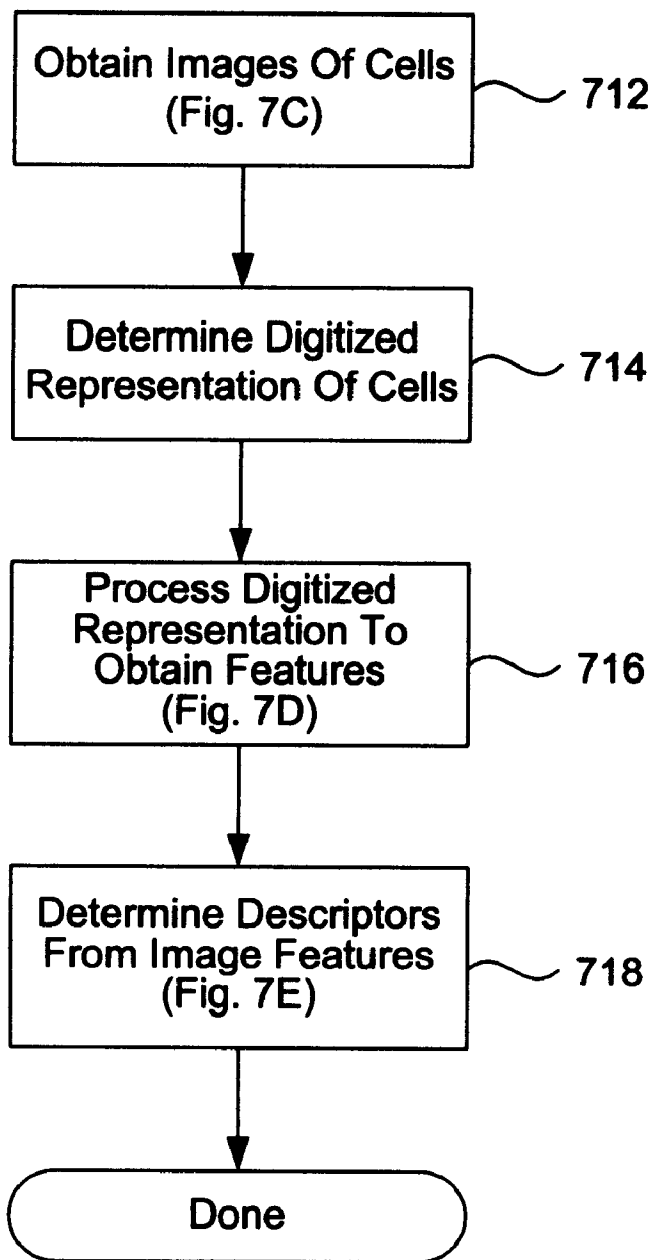 Obtain Images Of Cells
(Fig. 7C)
712
Determine Digitized
Representation Of Cells
714
Process Digitized
Representation To
Obtain Features
(Fig. 7D)
716
Determine Descriptors
From Image Features
(Fig. 7E)
718
Done